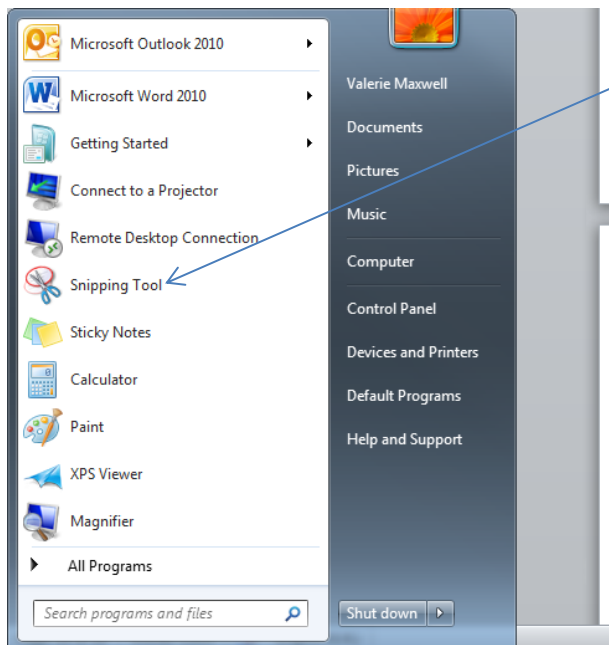 Microsoft Outlook 2010
Microsoft Word 2010
Getting Started
Connect to a Projector
Remote Desktop Connection
Snipping Tool
Sticky Notes
Calculator
Paint
XPS Viewer
Magnifier
All Programs
Search programs and files
Valerie Maxwell
Documents
Pictures
Music
Computer
Control Panel
Devices and Printers
Default Programs
Help and Support
Shut down